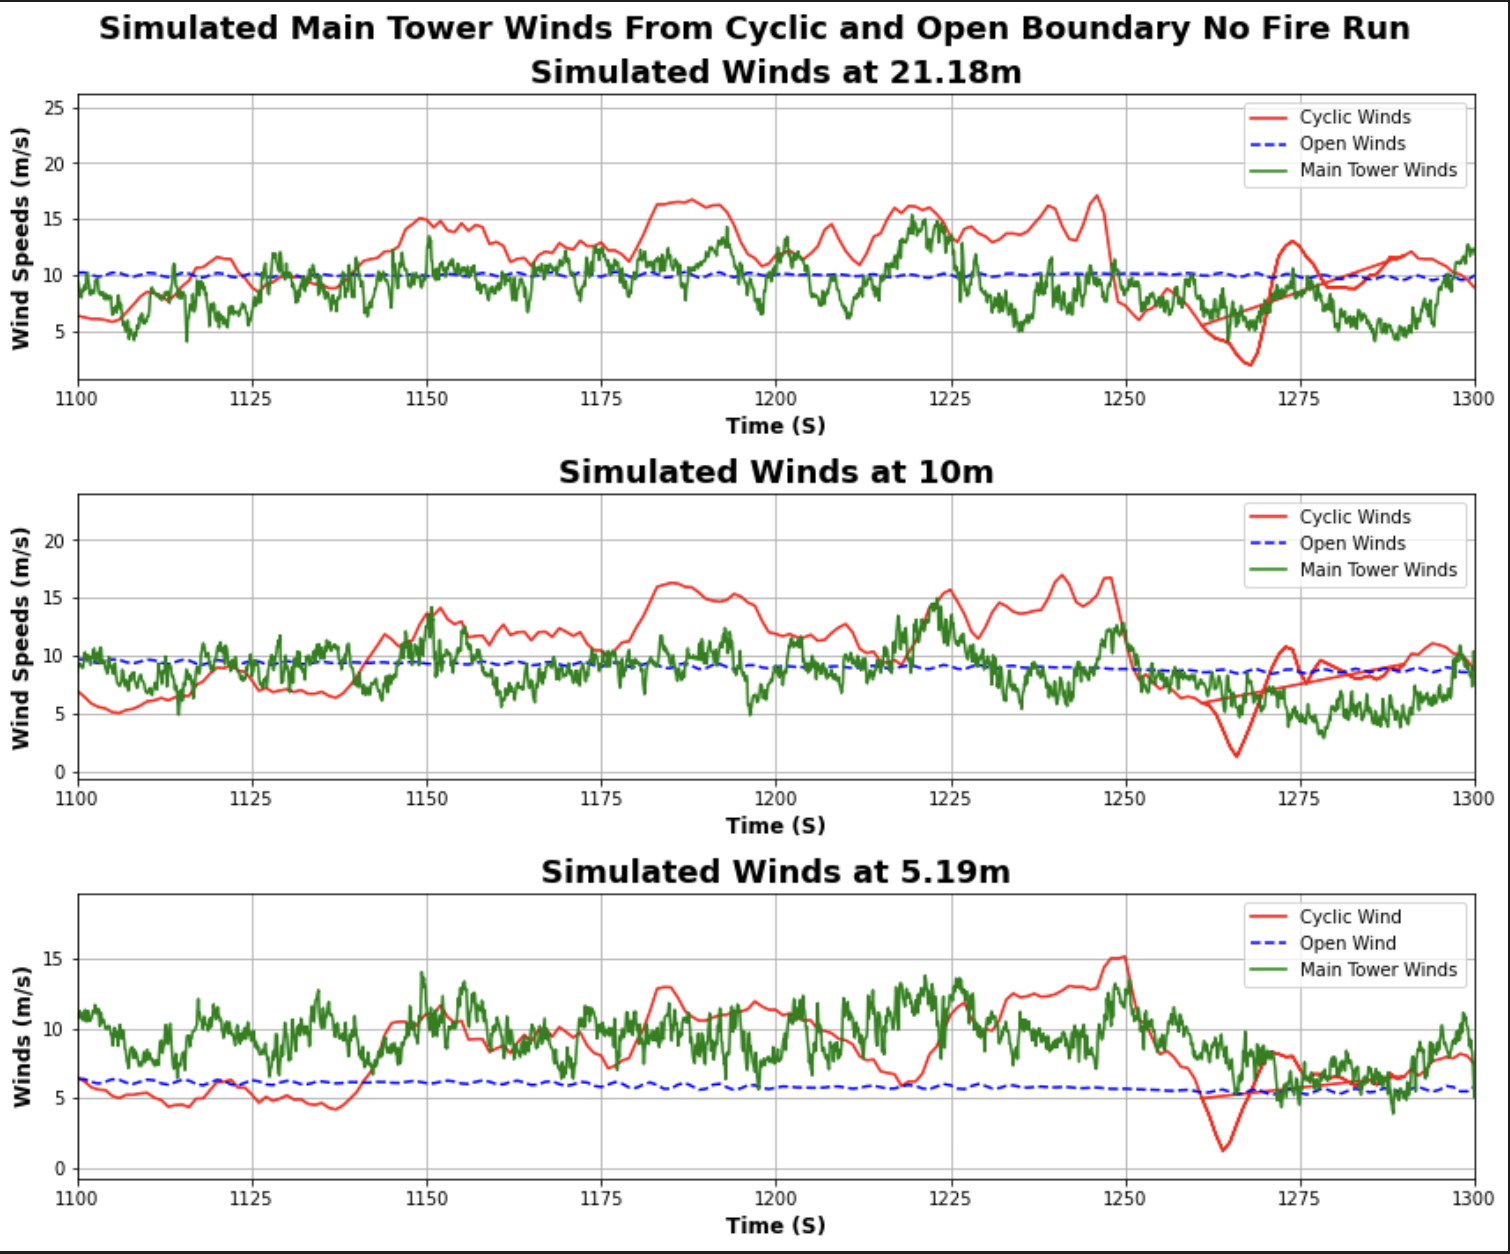 Simulated Main Tower Winds From Cyclic and Open Boundary No Fire Run
Simulated Winds at 21.18m
25
20
15
10
5
Wind Speeds (m/s)
Cyclic Winds
Open Winds
Main Tower Winds
1100 1125 1150 1175 1200 1225 1250 1275 1300
Time (S)
Simulated Winds at 10m
20
15
10
5
0
Wind Speeds (m/s)
Cyclic Winds
Open Winds
Main Tower Winds
1100 1125 1150 1175 1200 1225 1250 1275 1300
Time (S)
Simulated Winds at 5.19m
15
10
5
0
Winds (m/s)
Cyclic Wind
Open Wind
Main Tower Winds
1100 1125 1150 1175 1200 1225 1250 1275 1300
Time (S)